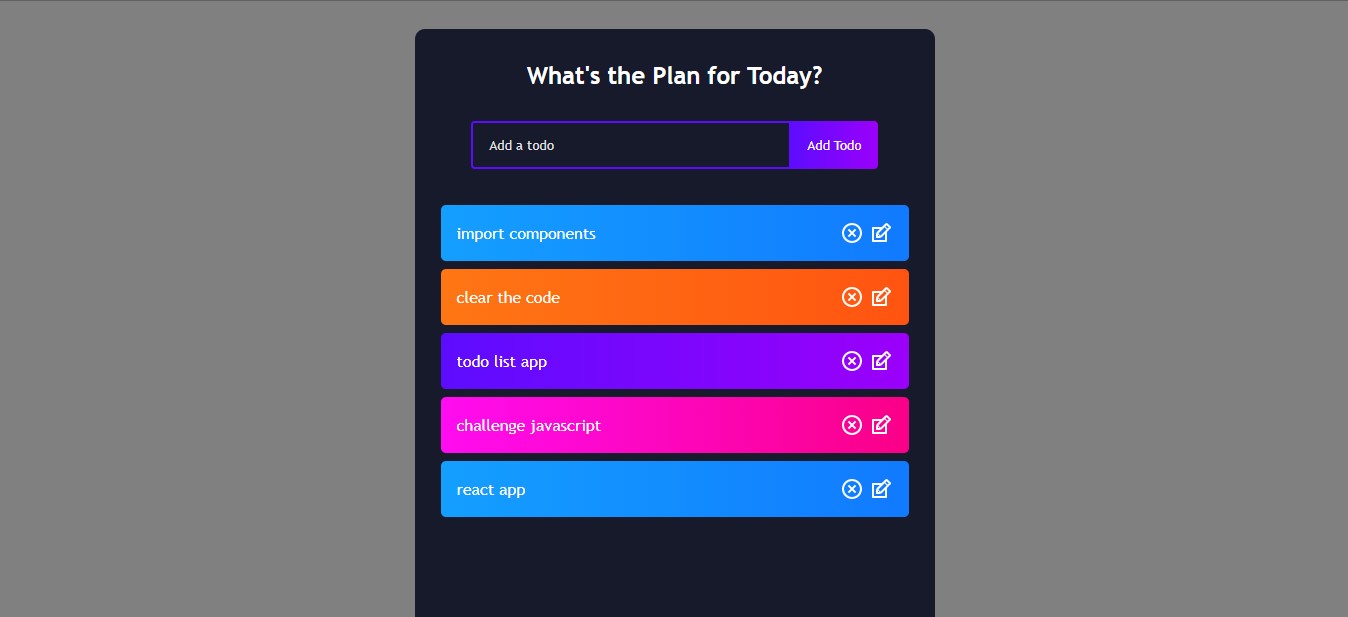 What's the Plan for Today?
Add a todo
Add Todo
import components
clear the code
todo list app
challenge javascript
react app